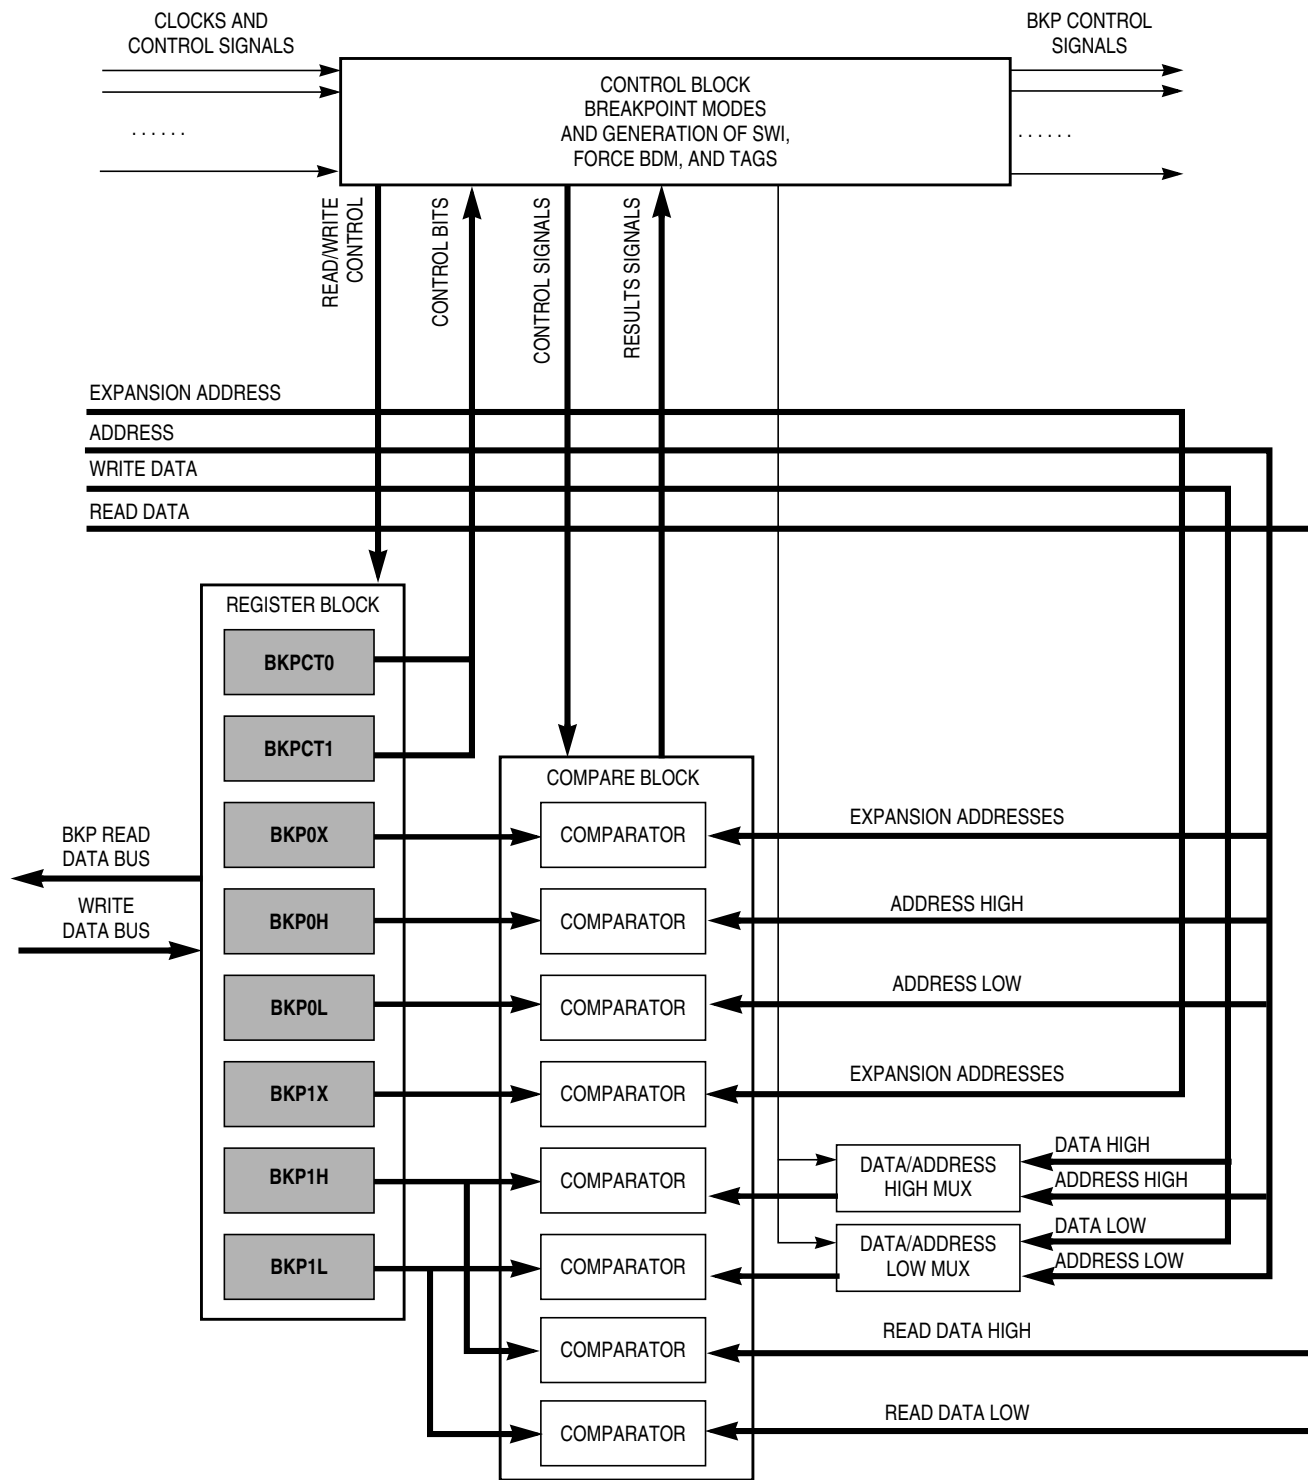 CLOCKS AND
CONTROL SIGNALS
BKP CONTROL
SIGNALS
CONTROL BLOCK
BREAKPOINT MODES
AND GENERATION OF SWI,
FORCE BDM, AND TAGS
. . . . . .
. . . . . .
READ/WRITE
CONTROL
CONTROL BITS
CONTROL SIGNALS
RESULTS SIGNALS
EXPANSION ADDRESS
ADDRESS
WRITE DATA
READ DATA
REGISTER BLOCK
BKPCT0
BKPCT1
COMPARE BLOCK
BKP READ
DATA BUS
BKP0X
COMPARATOR
EXPANSION ADDRESSES
WRITE
DATA BUS
BKP0H
COMPARATOR
ADDRESS HIGH
BKP0L
COMPARATOR
ADDRESS LOW
BKP1X
COMPARATOR
EXPANSION ADDRESSES
BKP1H
COMPARATOR
DATA/ADDRESS
HIGH MUX
DATA HIGH
ADDRESS HIGH
BKP1L
COMPARATOR
DATA/ADDRESS
LOW MUX
DATA LOW
ADDRESS LOW
COMPARATOR
READ DATA HIGH
COMPARATOR
READ DATA LOW